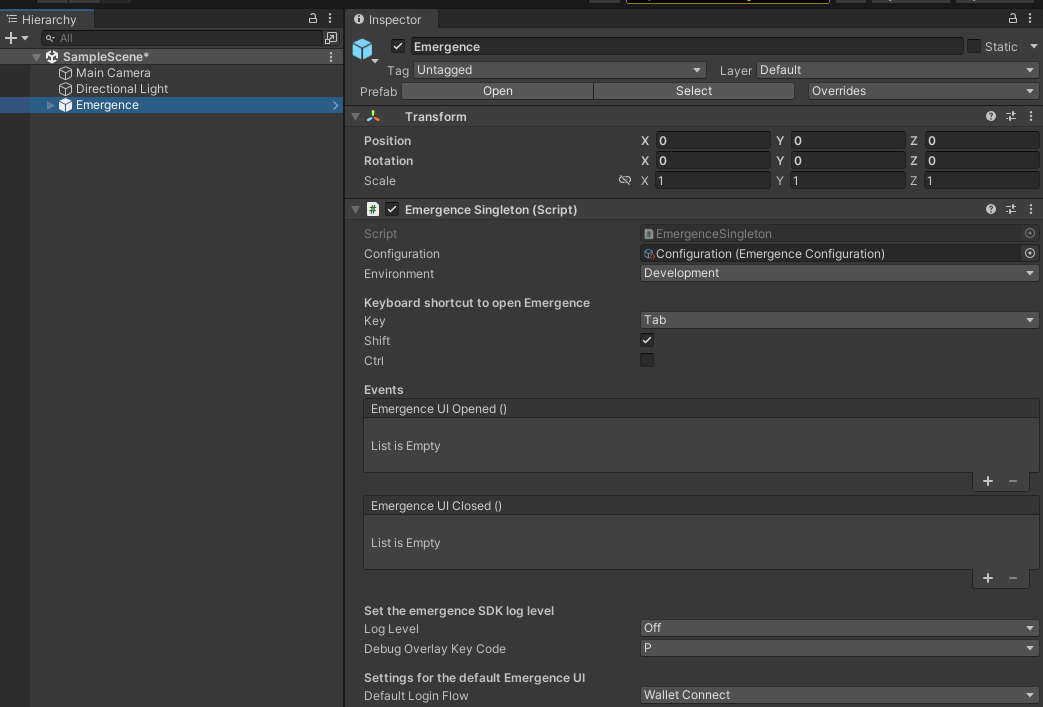 Hierarchy
All
SampleScene*
Main Camera
Directional Light
Emergence
Inspector
Emergence
Static
Tag Untagged Layer Default
Prefab Open Select Overrides
Transform
Position X 0 Y 0 Z 0
Rotation X 0 Y 0 Z 0
Scale X 1 Y 1 Z 1
# Emergence Singleton (Script)
Script EmergenceSingleton
Configuration Configuration (Emergence Configuration)
Environment Development
Keyboard shortcut to open Emergence
Key Tab
Shift
Ctrl
Events
Emergence UI Opened ()
List is Empty
+ −
Emergence UI Closed ()
List is Empty
+ −
Set the emergence SDK log level
Log Level Off
Debug Overlay Key Code P
Settings for the default Emergence UI
Default Login Flow Wallet Connect